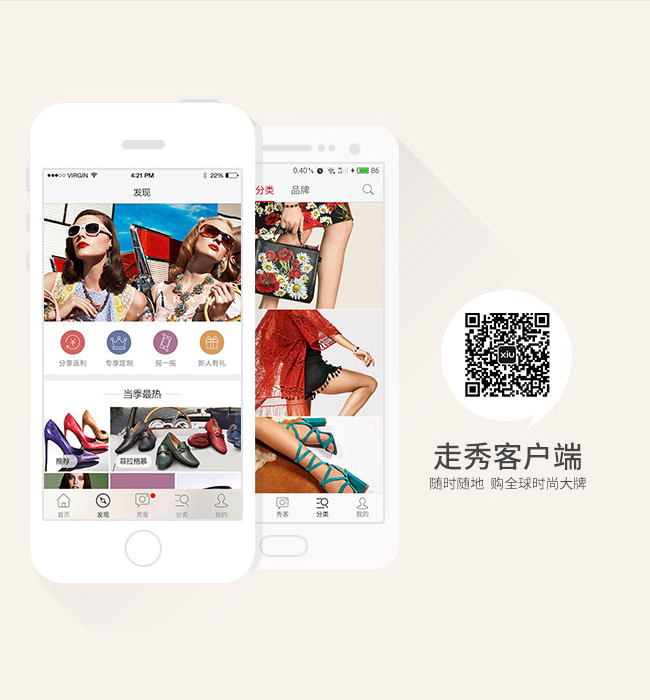 VIRGIN 4:21 PM 22%
发现
分享返利 专享定制 摇一摇 新人有礼
当季最热
推荐 菲拉格慕
首页 发现 秀客 分类 我的
0:40 86
分类 品牌
秀客 分类 我的
xiu
走秀客户端
随时随地 购全球时尚大牌